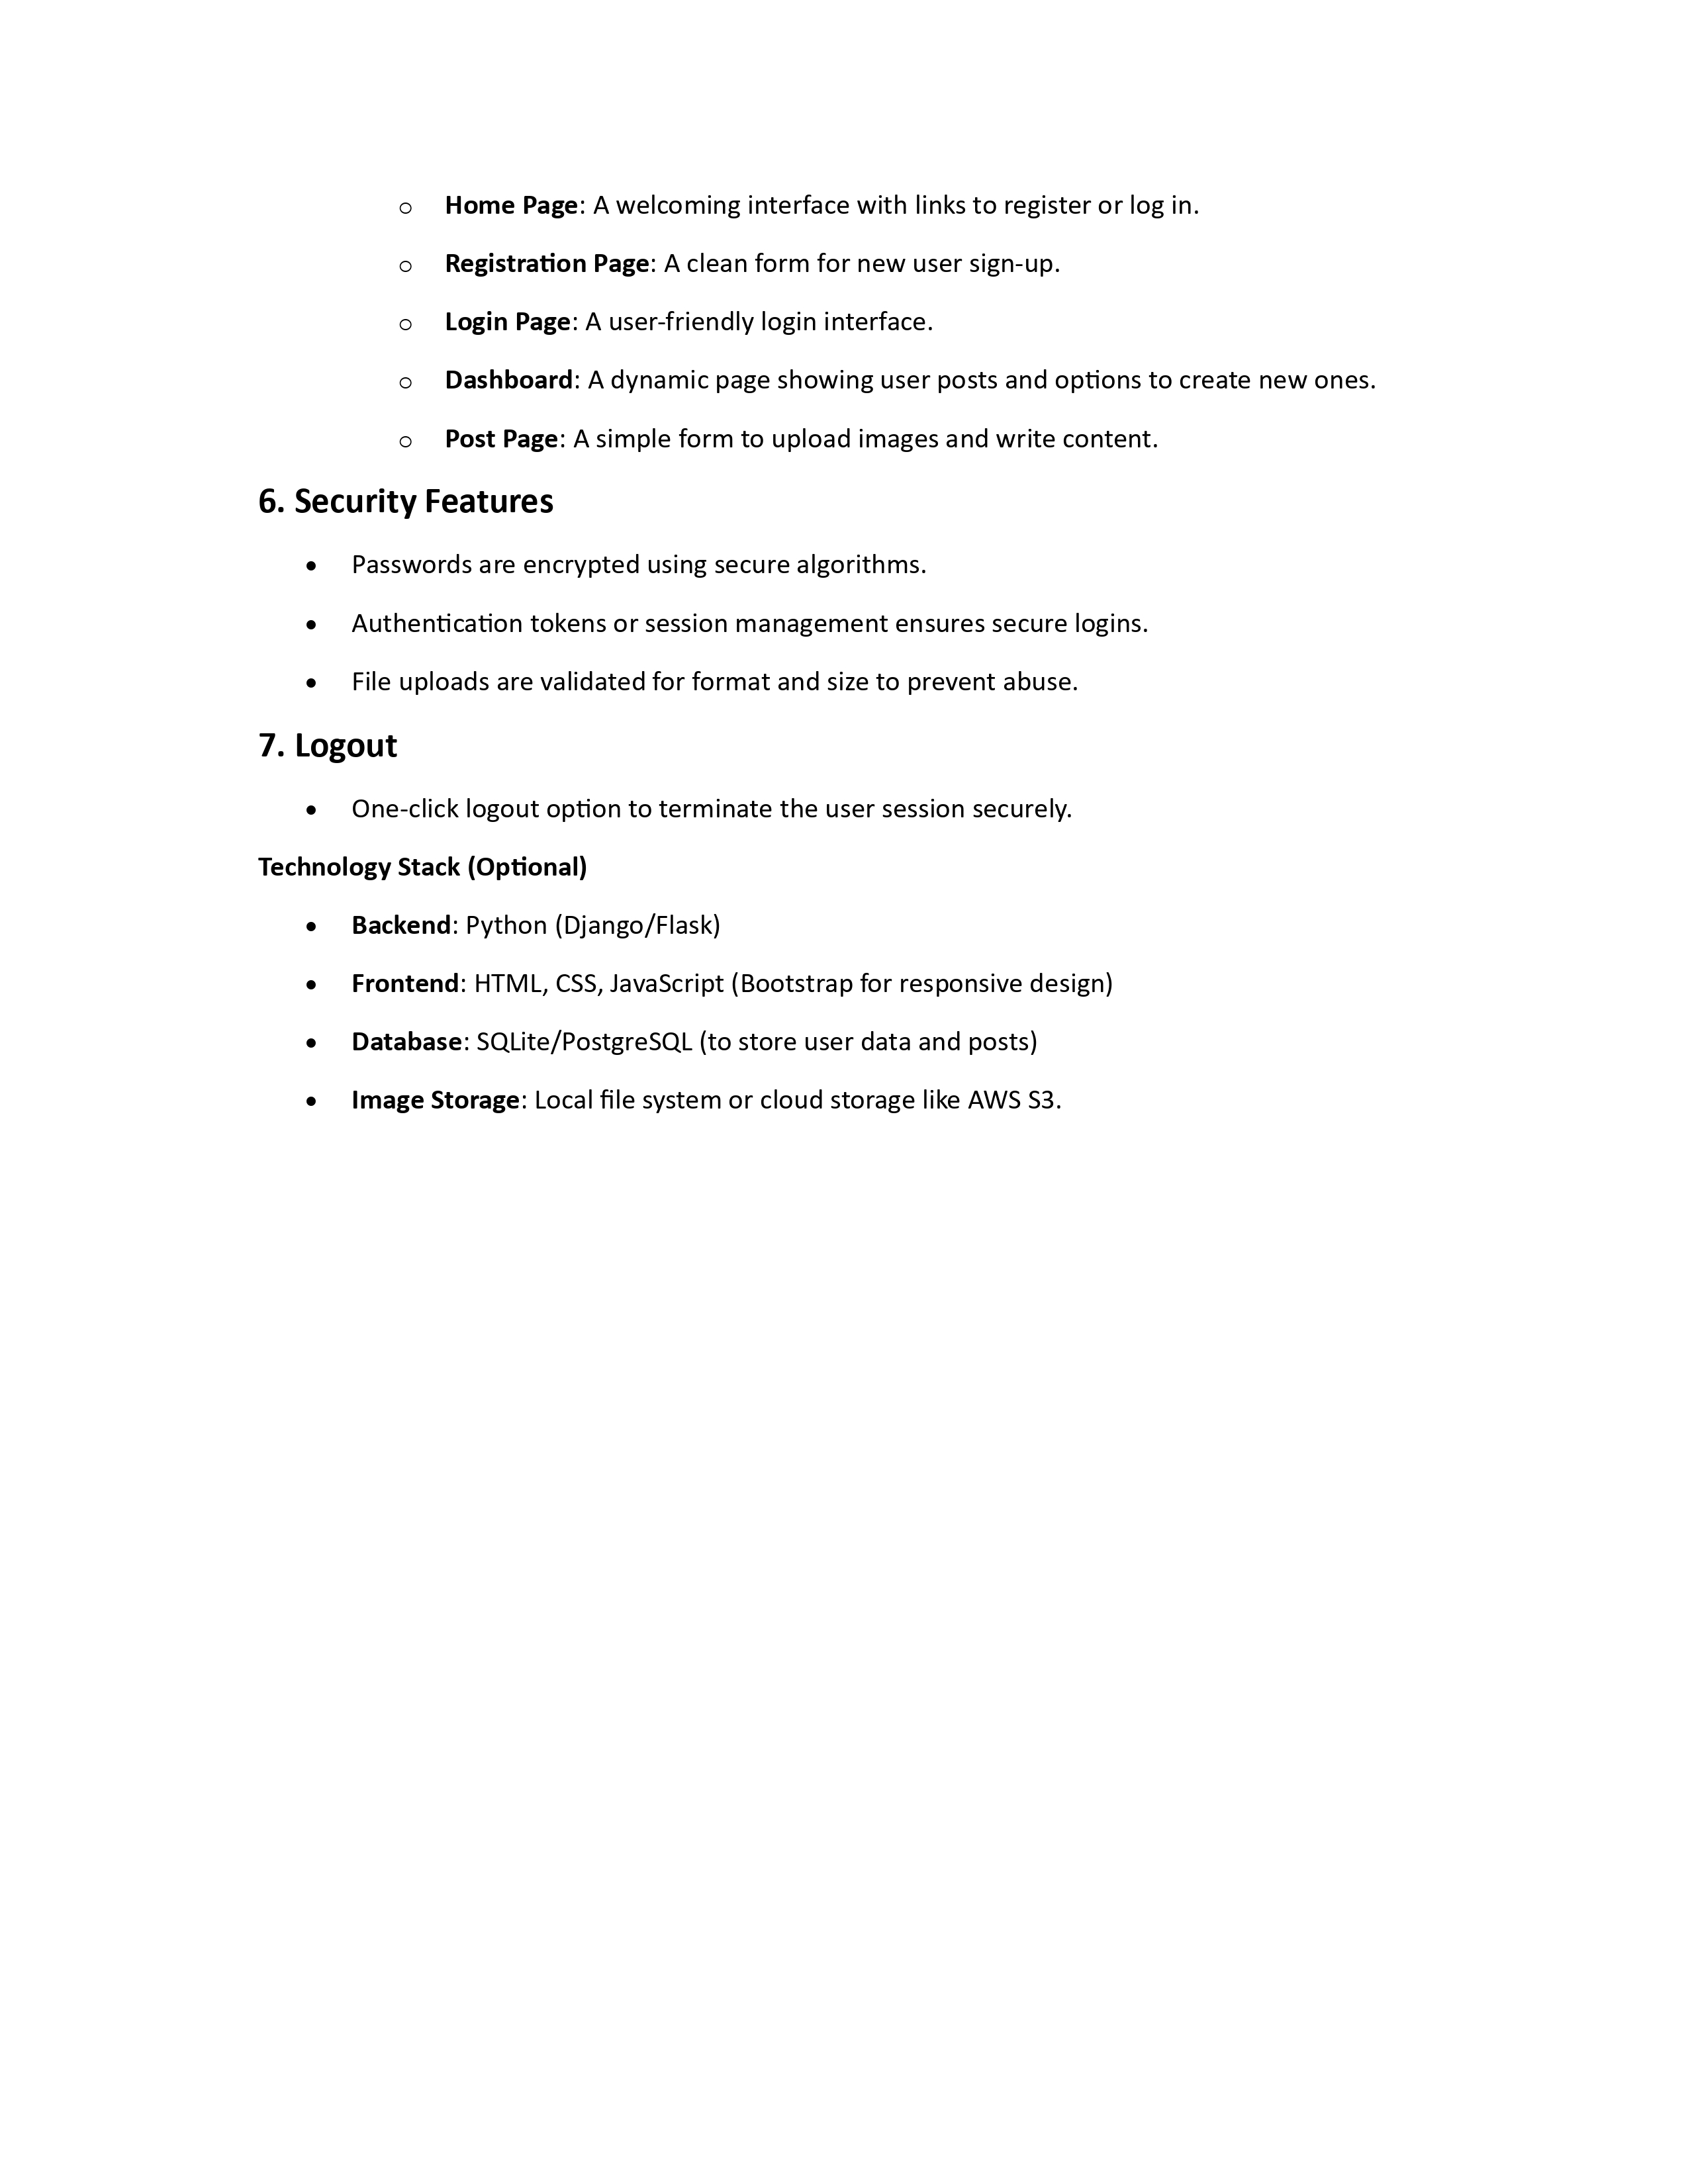 o Home Page: A welcoming interface with links to register or log in.
o Registration Page: A clean form for new user sign-up.
o Login Page: A user-friendly login interface.
o Dashboard: A dynamic page showing user posts and options to create new ones.
o Post Page: A simple form to upload images and write content.
6. Security Features
• Passwords are encrypted using secure algorithms.
• Authentication tokens or session management ensures secure logins.
• File uploads are validated for format and size to prevent abuse.
7. Logout
• One-click logout option to terminate the user session securely.
Technology Stack (Optional)
• Backend: Python (Django/Flask)
• Frontend: HTML, CSS, JavaScript (Bootstrap for responsive design)
• Database: SQLite/PostgreSQL (to store user data and posts)
• Image Storage: Local file system or cloud storage like AWS S3.